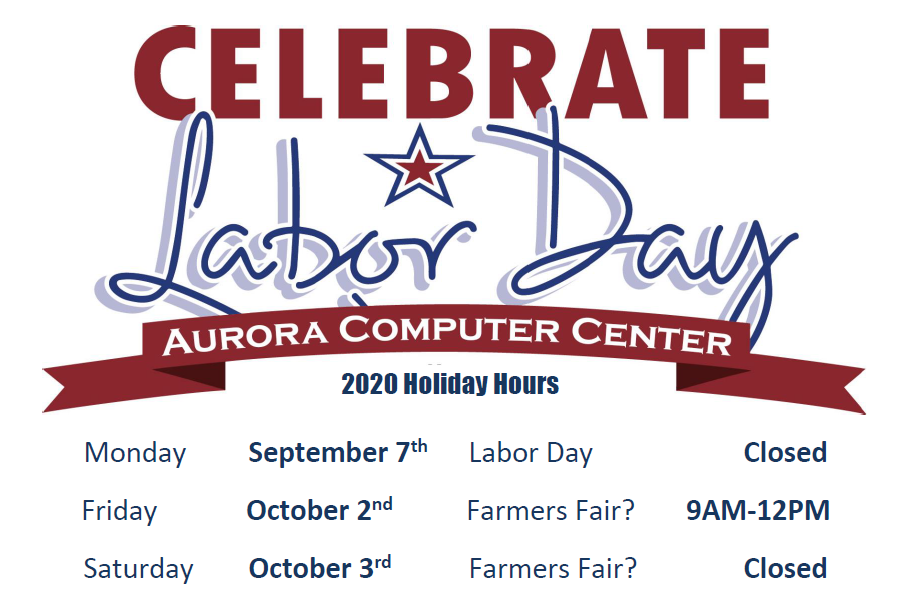 CELEBRATE
Labor Day
AURORA COMPUTER CENTER
2020 Holiday Hours
Monday September 7th Labor Day Closed
Friday October 2nd Farmers Fair? 9AM-12PM
Saturday October 3rd Farmers Fair? Closed